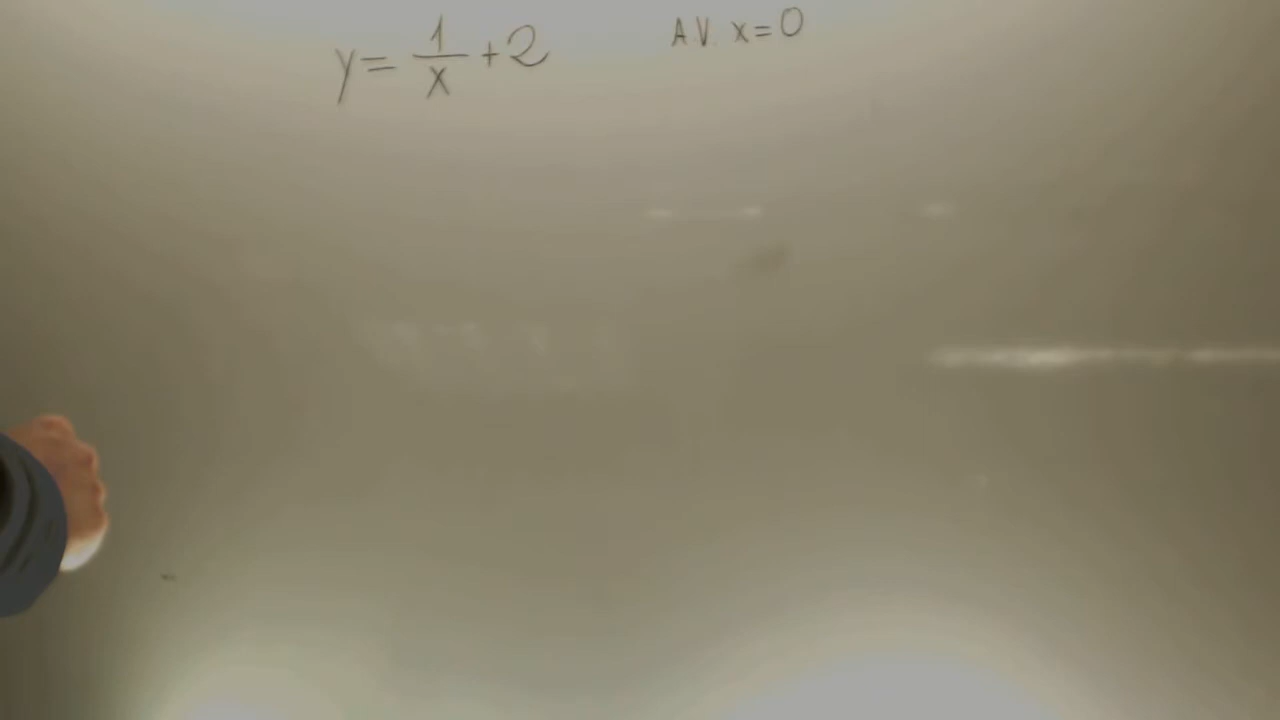 y = 1/x + 2
A.V. x = 0